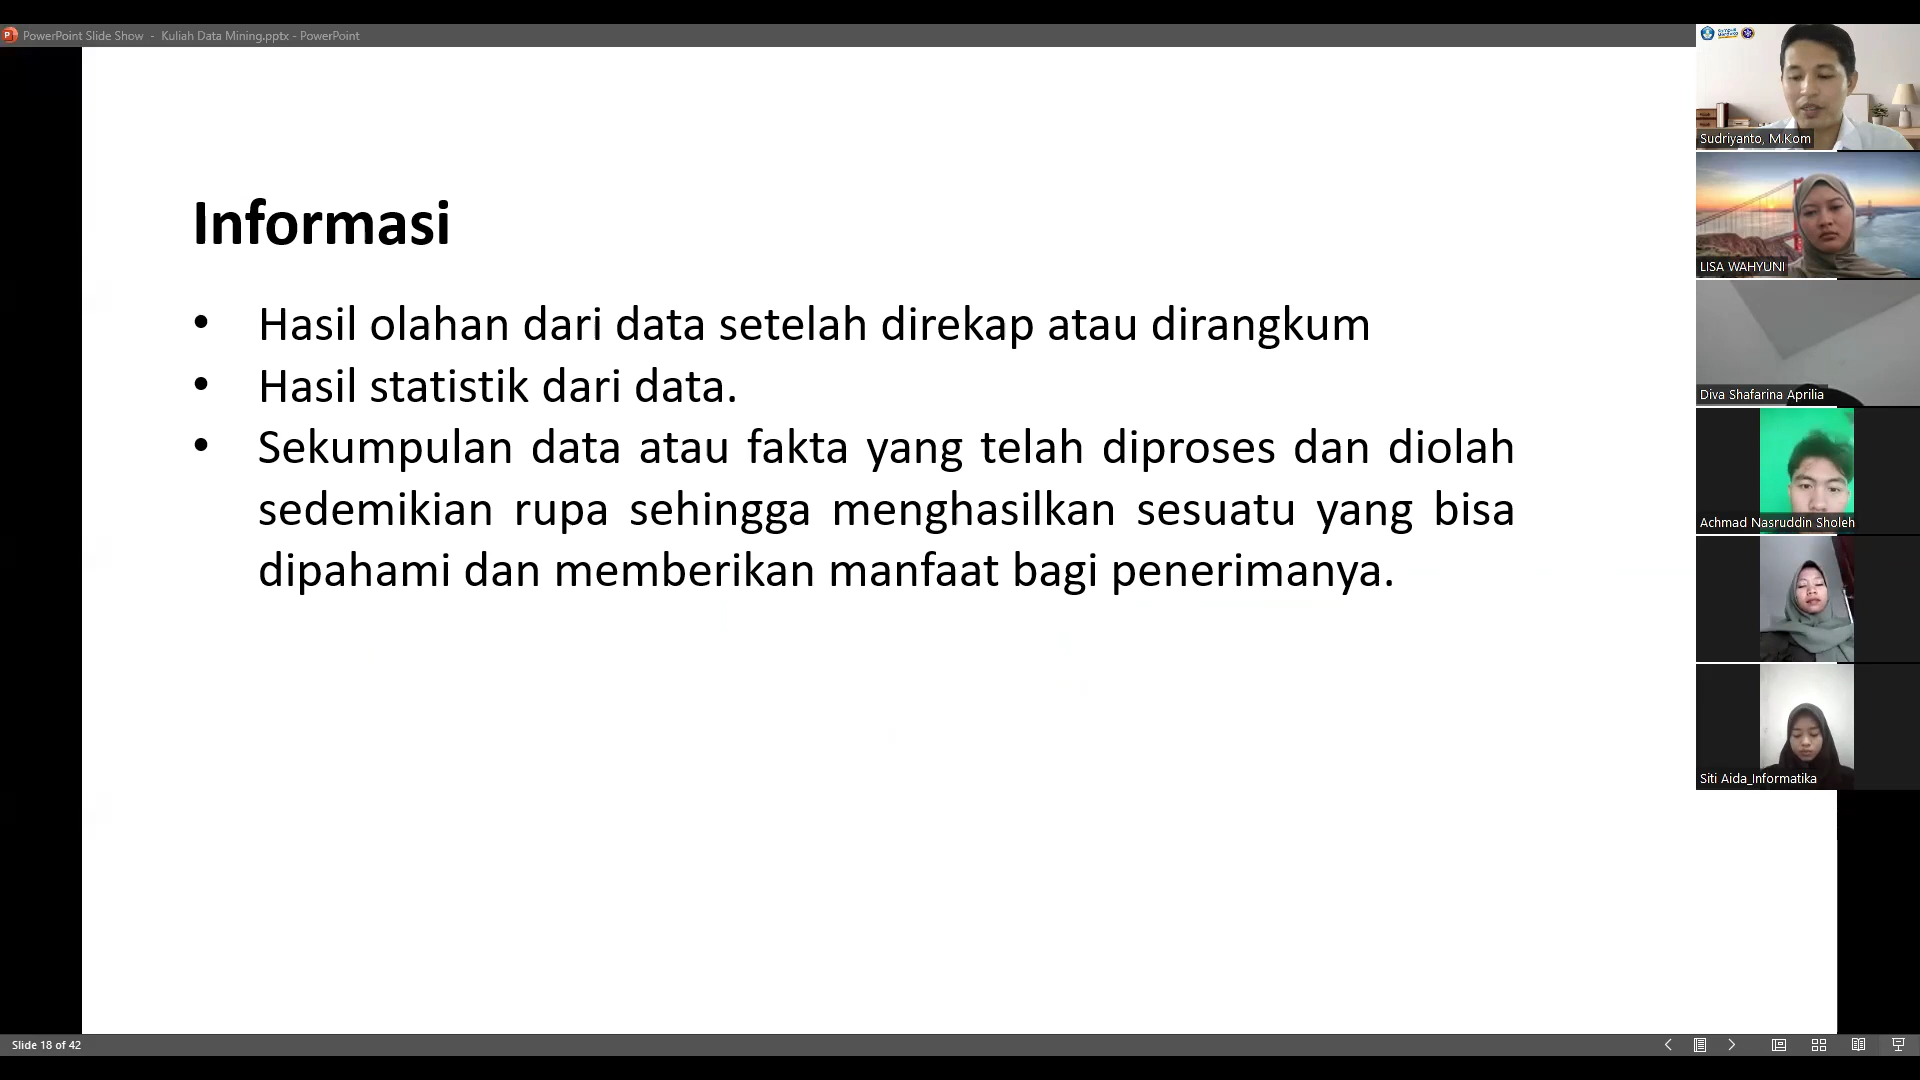 PowerPoint Slide Show - Kuliah Data Mining.pptx - PowerPoint
Informasi
• Hasil olahan dari data setelah direkap atau dirangkum
• Hasil statistik dari data.
• Sekumpulan data atau fakta yang telah diproses dan diolah
sedemikian rupa sehingga menghasilkan sesuatu yang bisa
dipahami dan memberikan manfaat bagi penerimanya.
Sudriyanto, M.Kom
LISA WAHYUNI
Diva Shafarina Aprilia
Achmad Nasruddin Sholeh
Siti Aida_Informatika
Slide 18 of 42